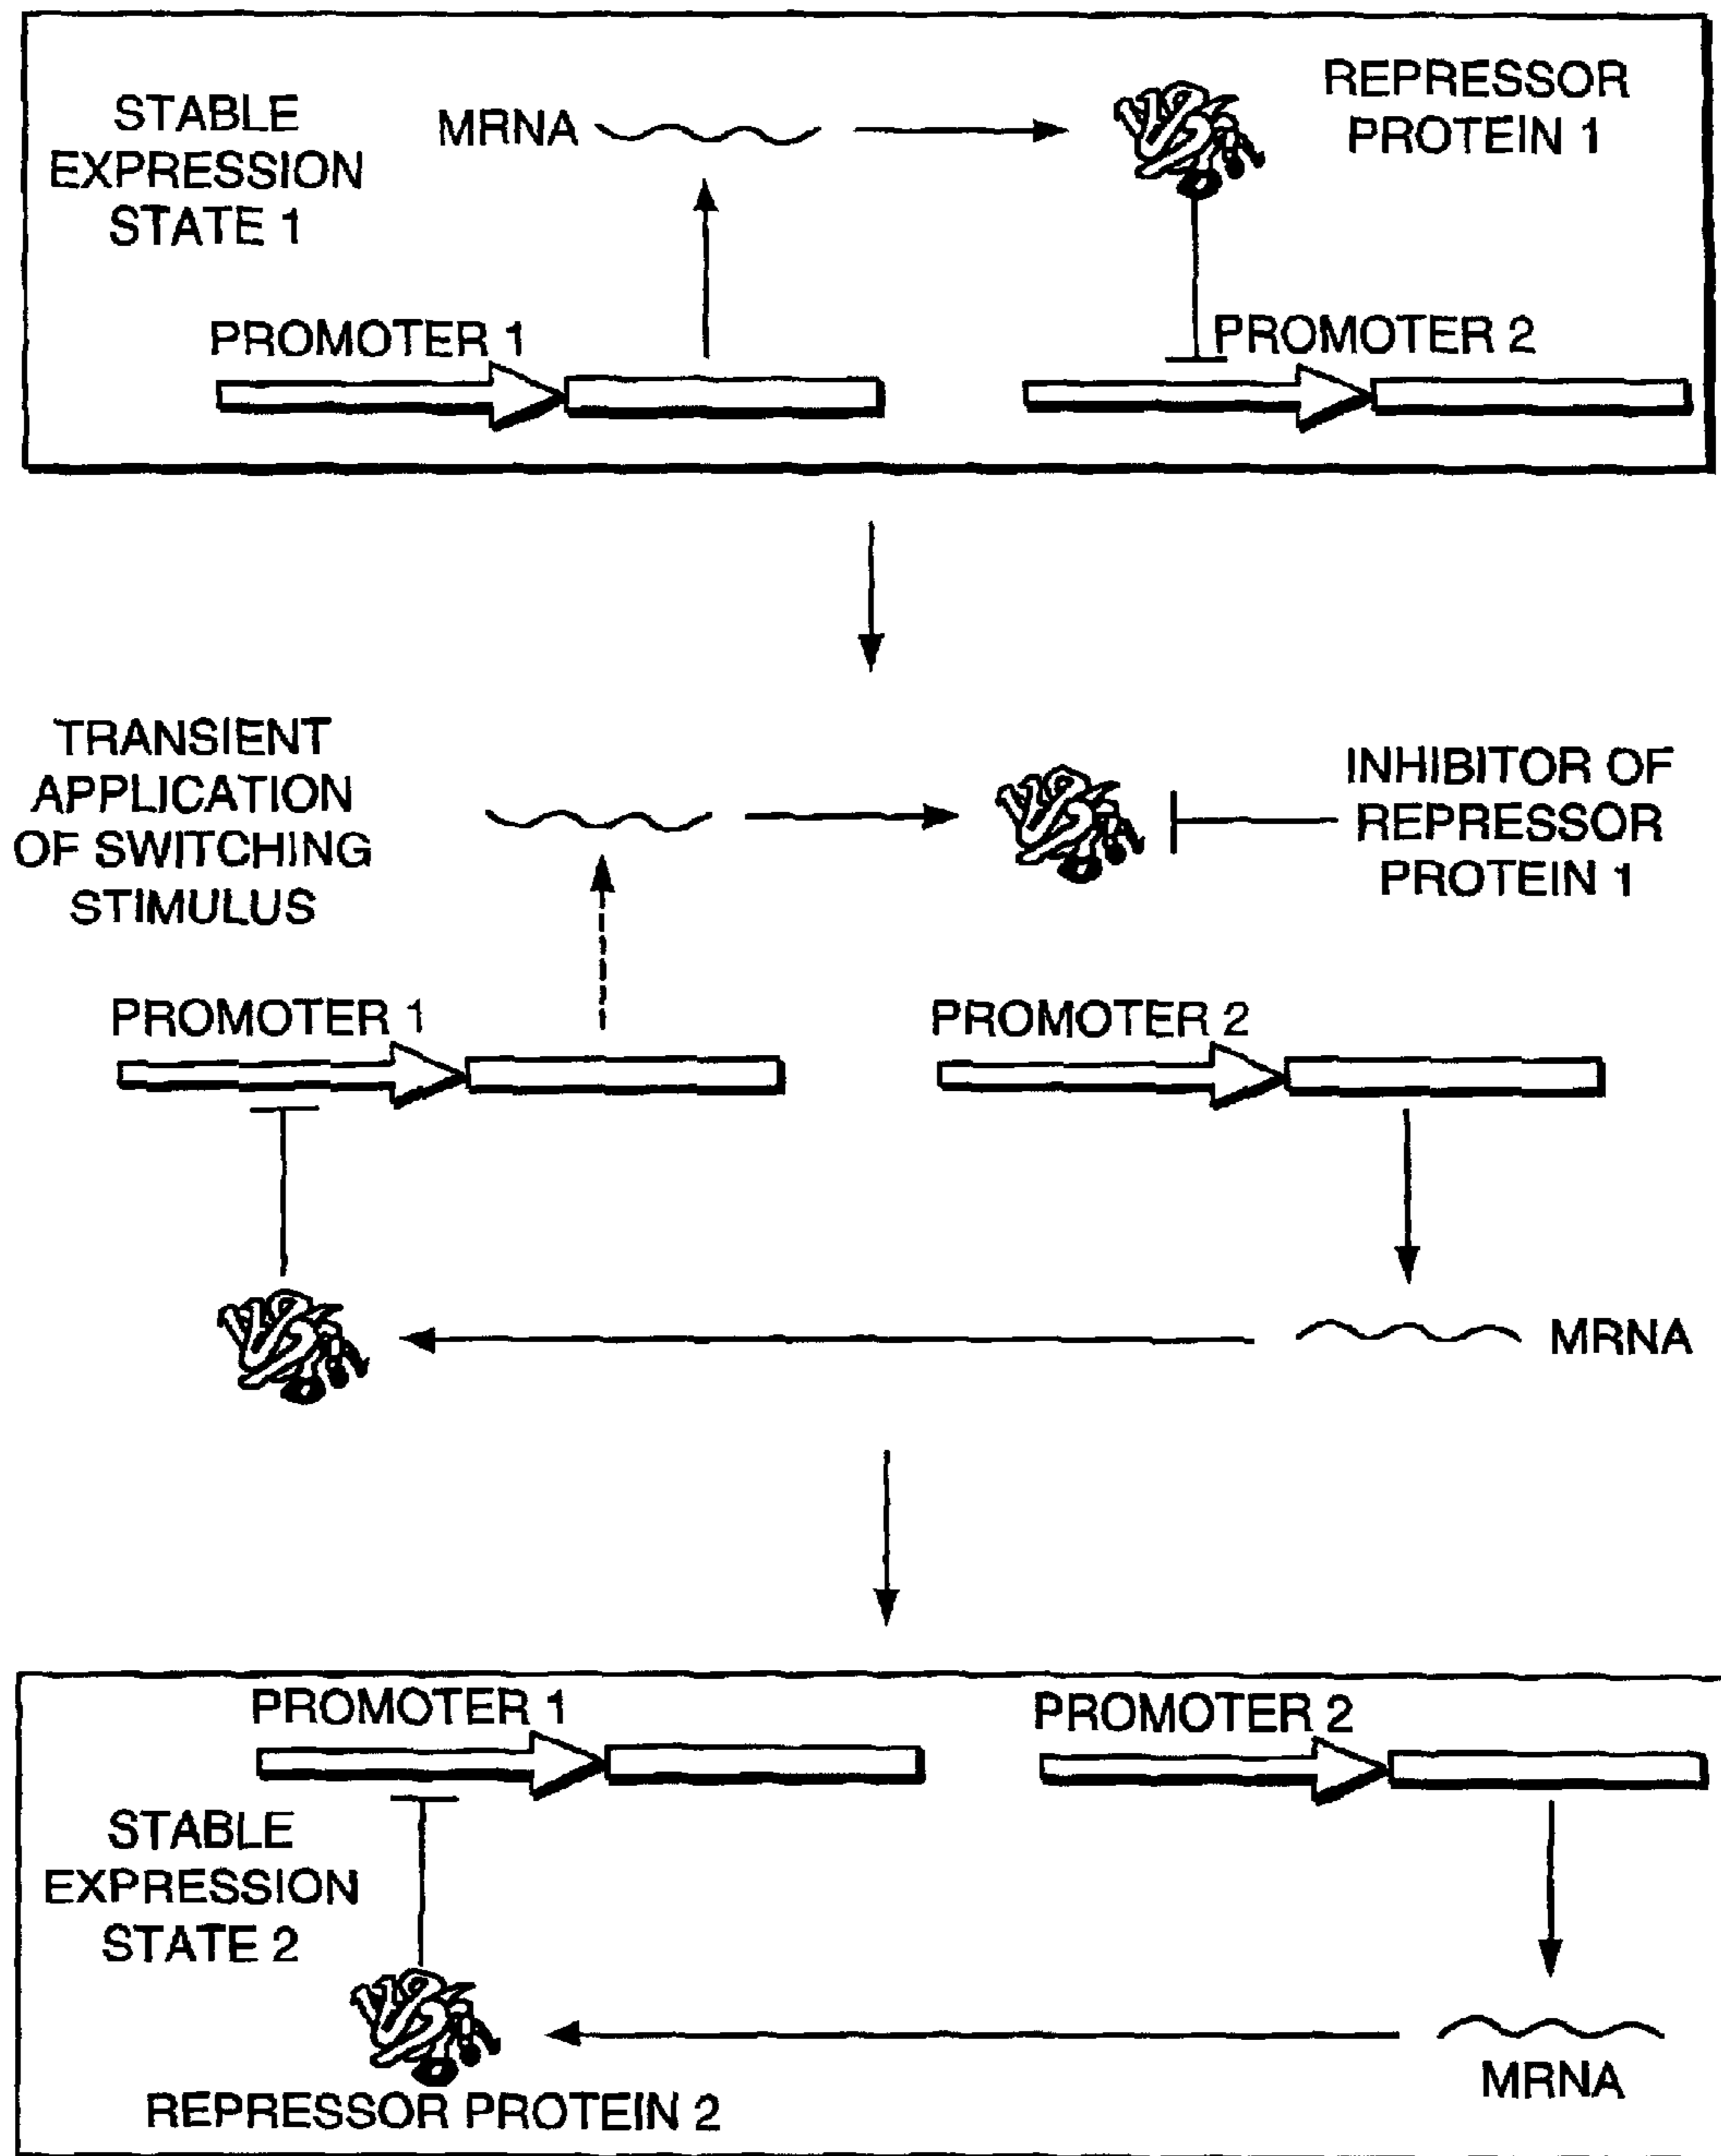 STABLE
EXPRESSION
STATE 1
MRNA
REPRESSOR
PROTEIN 1
PROMOTER 1
PROMOTER 2
TRANSIENT
APPLICATION
OF SWITCHING
STIMULUS
INHIBITOR OF
REPRESSOR
PROTEIN 1
PROMOTER 1
PROMOTER 2
MRNA
PROMOTER 1
PROMOTER 2
STABLE
EXPRESSION
STATE 2
MRNA
REPRESSOR PROTEIN 2